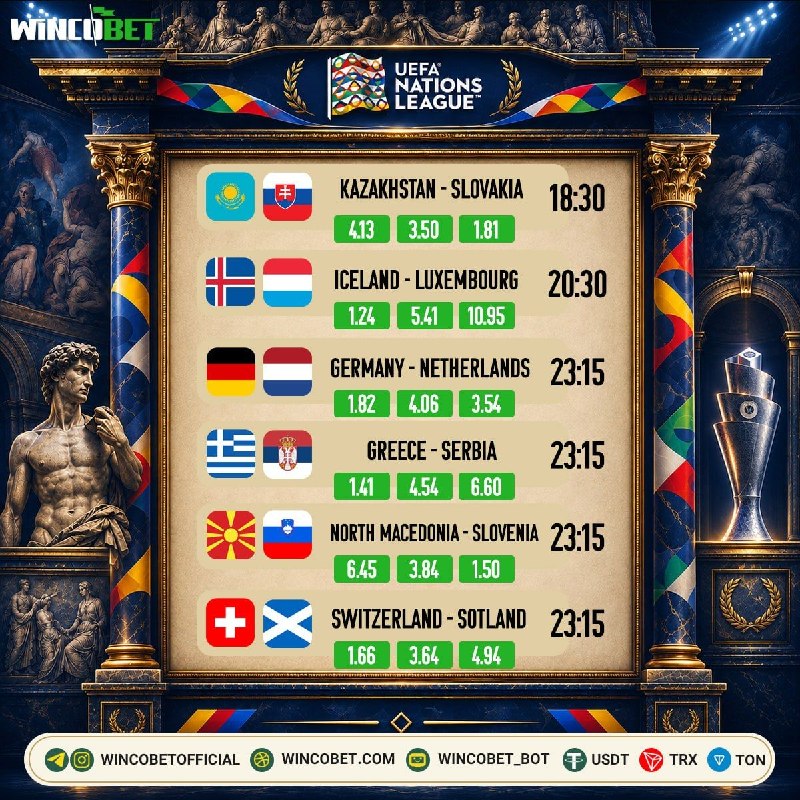 WINCOBET
UEFA
NATIONS
LEAGUE™
KAZAKHSTAN - SLOVAKIA 18:30
4.13 3.50 1.81
ICELAND - LUXEMBOURG 20:30
1.24 5.41 10.95
GERMANY - NETHERLANDS 23:15
1.82 4.06 3.54
GREECE - SERBIA 23:15
1.41 4.54 6.60
NORTH MACEDONIA - SLOVENIA 23:15
6.45 3.84 1.50
SWITZERLAND - SOTLAND 23:15
1.66 3.64 4.94
WINCOBETOFFICIAL WINCOBET.COM WINCOBET_BOT USDT TRX TON